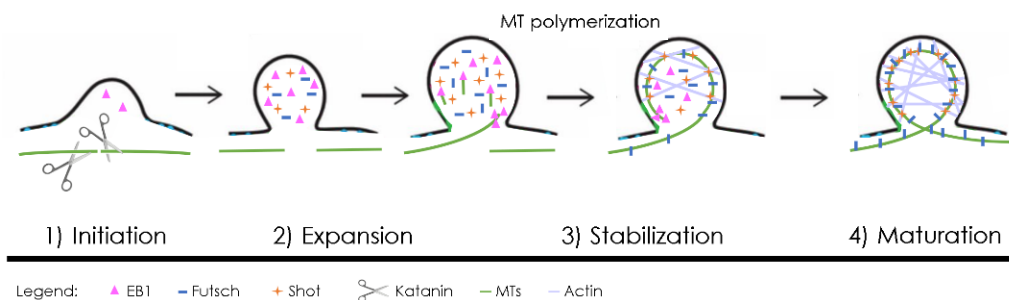 MT polymerization
1) Initiation 2) Expansion 3) Stabilization 4) Maturation
Legend: EB1 Futsch Shot Katanin MTs Actin